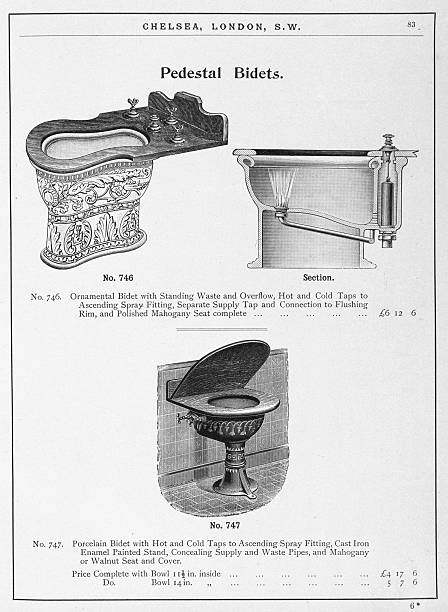 CHELSEA, LONDON, S.W. 83
Pedestal Bidets.
No. 746 Section.
No. 746. Ornamental Bidet with Standing Waste and Overflow, Hot and Cold Taps to
Ascending Spray Fitting, Separate Supply Tap and Connection to Flushing
Rim, and Polished Mahogany Seat complete ... ... ... ... ... £6 12 6
No. 747
No. 747. Porcelain Bidet with Hot and Cold Taps to Ascending Spray Fitting, Cast Iron
Enamel Painted Stand, Concealing Supply and Waste Pipes, and Mahogany
or Walnut Seat and Cover.
Price Complete with Bowl 11½ in. inside ... ... ... ... ... £4 17 6
Do. Bowl 14 in. „ ... ... ... ... ... 5 7 6
6*